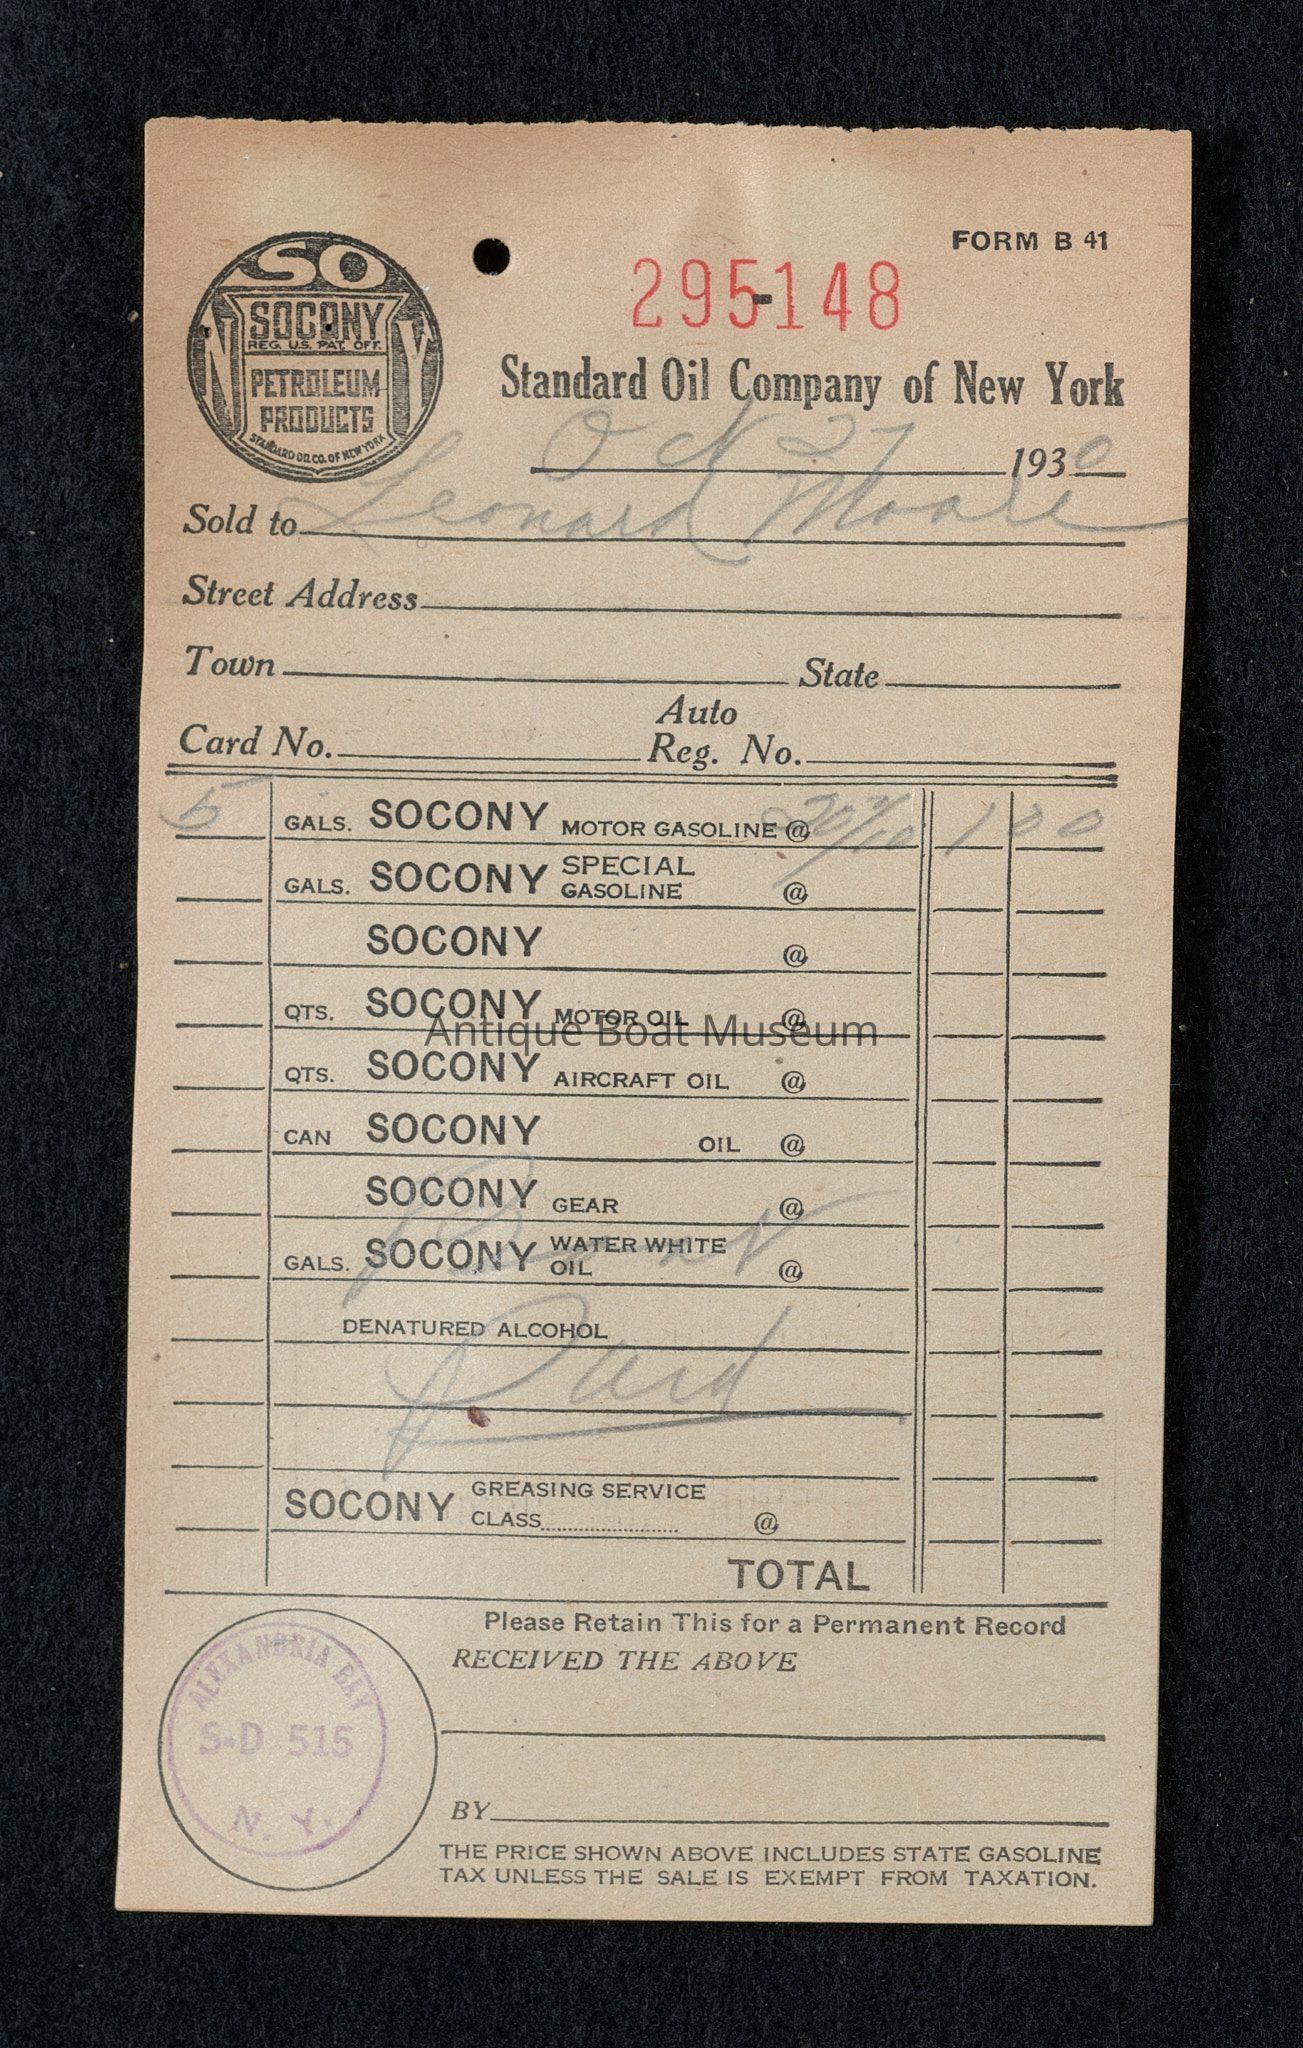 SO
SOCONY
REG. U.S. PAT. OFF.
N Y
PETROLEUM
PRODUCTS
STANDARD OIL CO. OF NEW YORK
FORM B 41
295148
Standard Oil Company of New York
Oct 27 1930
Sold to Leonard Moore
Street Address
Town State
Card No. Auto Reg. No.
5 GALS. SOCONY MOTOR GASOLINE @ 1 00
GALS. SOCONY SPECIAL GASOLINE @
SOCONY @
QTS. SOCONY MOTOR OIL @
Antique Boat Museum
QTS. SOCONY AIRCRAFT OIL @
CAN SOCONY OIL @
SOCONY GEAR @
GALS. SOCONY WATER WHITE OIL @
DENATURED ALCOHOL
Paid
SOCONY GREASING SERVICE
CLASS @
TOTAL
Please Retain This for a Permanent Record
RECEIVED THE ABOVE
ALEXANDRIA BAY
S-D 515
N. Y.
BY
THE PRICE SHOWN ABOVE INCLUDES STATE GASOLINE
TAX UNLESS THE SALE IS EXEMPT FROM TAXATION.